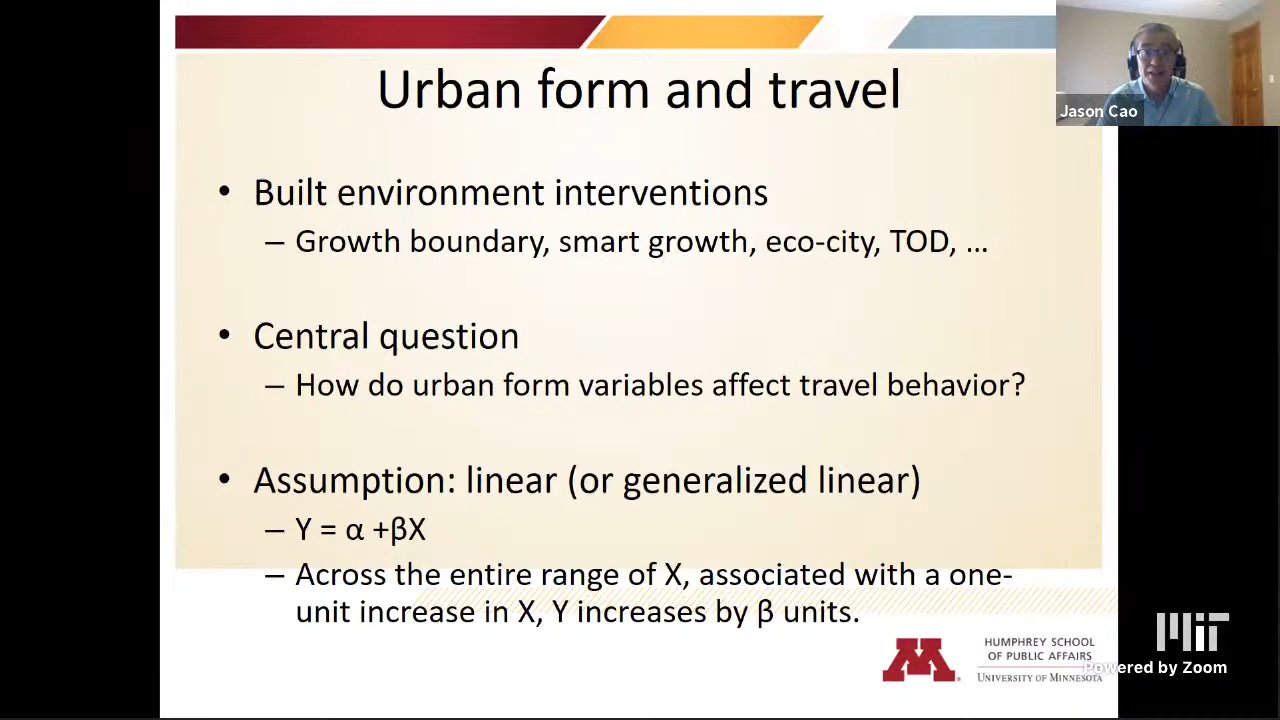 Urban form and travel
Jason Cao
• Built environment interventions
– Growth boundary, smart growth, eco-city, TOD, …
• Central question
– How do urban form variables affect travel behavior?
• Assumption: linear (or generalized linear)
– Y = α +βX
– Across the entire range of X, associated with a one-
unit increase in X, Y increases by β units.
M
HUMPHREY SCHOOL
OF PUBLIC AFFAIRS
UNIVERSITY OF MINNESOTA
MIT
Powered by Zoom